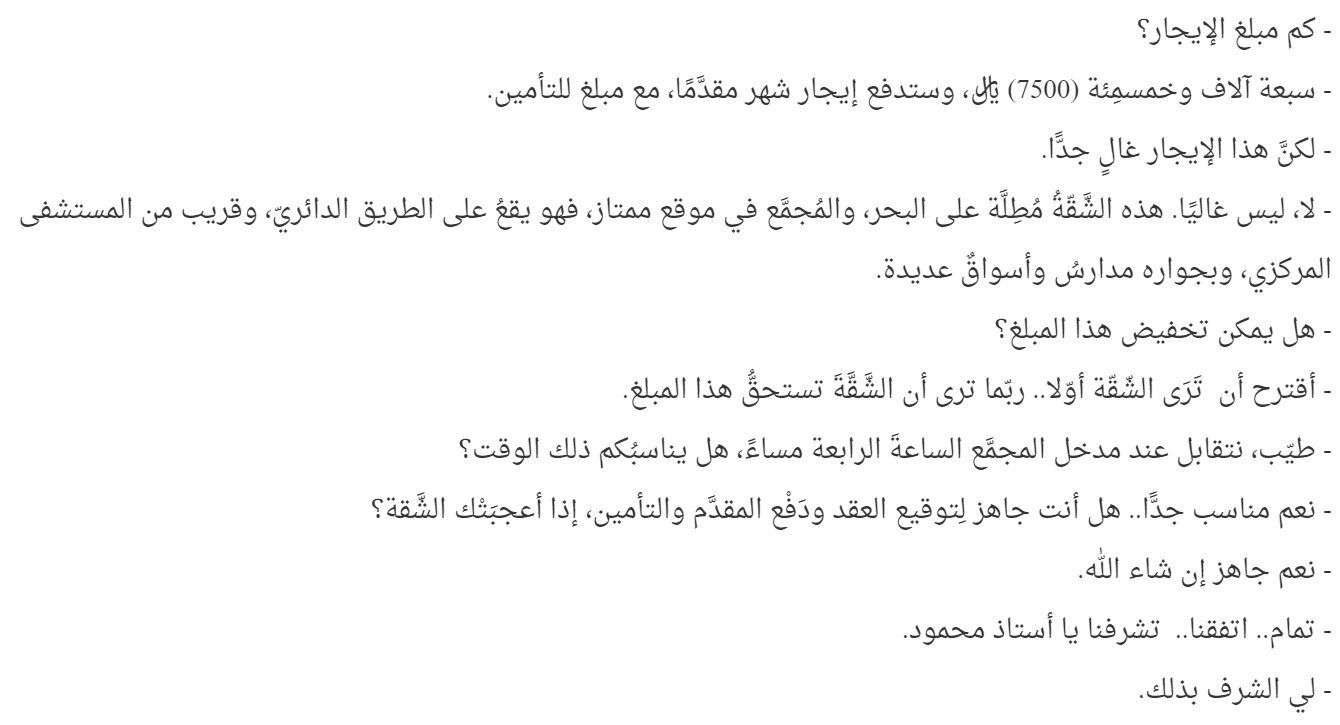 - كم مبلغ الإيجار؟
- سبعة آلاف وخمسمِئة (7500) ﷼، وستدفع إيجار شهر مقدَّمًا، مع مبلغ للتأمين.
- لكنَّ هذا الإيجار غالٍ جدًّا.
- لا، ليس غاليًا. هذه الشَّقّةُ مُطِلَّة على البحر، والمُجمَّع في موقع ممتاز، فهو يقعُ على الطريق الدائريّ، وقريب من المستشفى
المركزي، وبجواره مدارسُ وأسواقٌ عديدة.
- هل يمكن تخفيض هذا المبلغ؟
- أقترح أن  تَرَى الشّقّة أوّلا.. ربّما ترى أن الشَّقَّةَ تستحقُّ هذا المبلغ.
- طيّب، نتقابل عند مدخل المجمَّع الساعةَ الرابعة مساءً، هل يناسبُكم ذلك الوقت؟
- نعم مناسب جدًّا.. هل أنت جاهز لِتوقيع العقد ودَفْع المقدَّم والتأمين، إذا أعجبَتْك الشَّقة؟
- نعم جاهز إن شاء الله.
- تمام.. اتفقنا..  تشرفنا يا أستاذ محمود.
- لي الشرف بذلك.